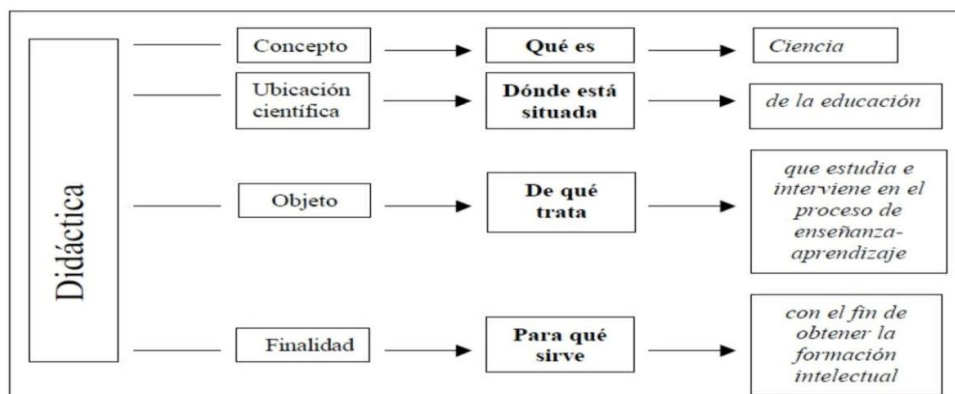 Didáctica
Concepto
Qué es
Ciencia
Ubicación
científica
Dónde está
situada
de la educación
Objeto
De qué
trata
que estudia e
interviene en el
proceso de
enseñanza-
aprendizaje
Finalidad
Para qué
sirve
con el fin de
obtener la
formación
intelectual